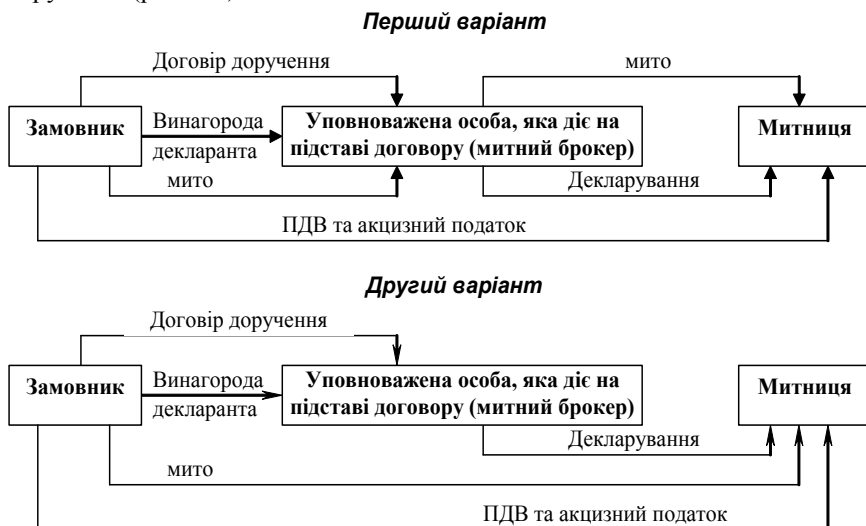 Перший варіант
Договір доручення
мито
Замовник
Винагорода
декларанта
Уповноважена особа, яка діє на
підставі договору (митний брокер)
Митниця
мито
Декларування
ПДВ та акцизний податок
Другий варіант
Договір доручення
Замовник
Винагорода
декларанта
Уповноважена особа, яка діє на
підставі договору (митний брокер)
Митниця
Декларування
мито
ПДВ та акцизний податок